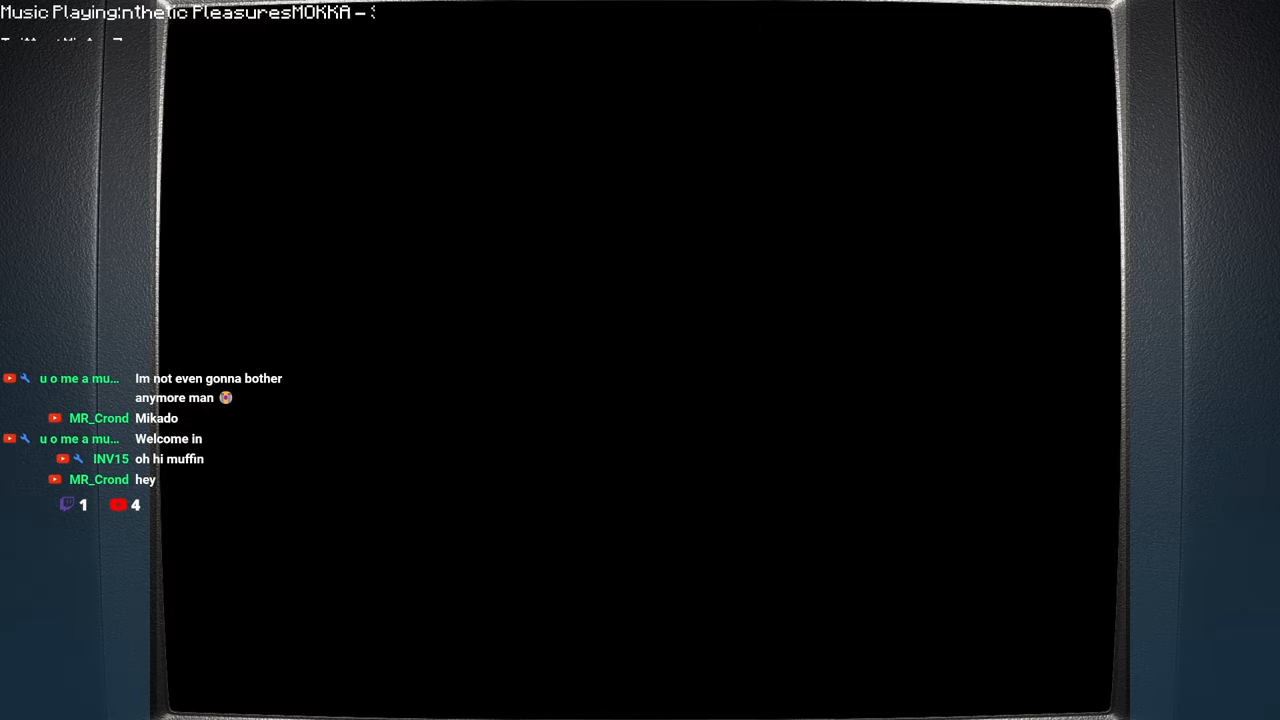 Music Playing:nthetic PleasuresMOKKA - S
u o me a mu... Im not even gonna bother
anymore man
MR_Crond Mikado
u o me a mu... Welcome in
INV15 oh hi muffin
MR_Crond hey
1 4